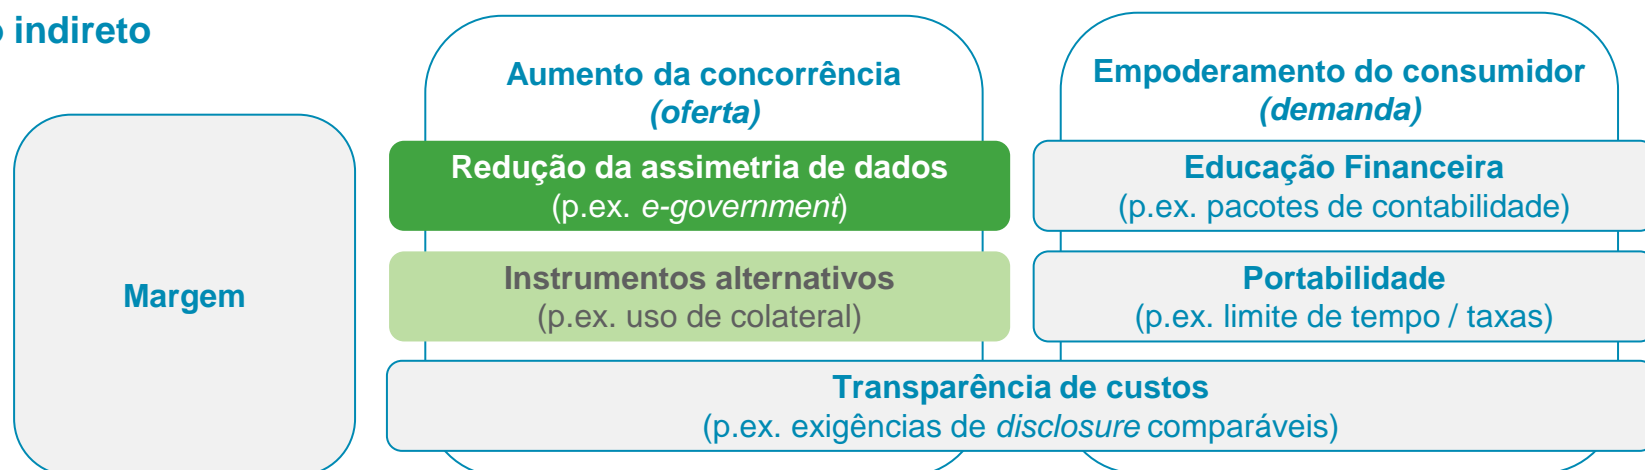 o indireto
Aumento da concorrência
(oferta)
Empoderamento do consumidor
(demanda)
Margem
Redução da assimetria de dados
(p.ex. e-government)
Educação Financeira
(p.ex. pacotes de contabilidade)
Instrumentos alternativos
(p.ex. uso de colateral)
Portabilidade
(p.ex. limite de tempo / taxas)
Transparência de custos
(p.ex. exigências de disclosure comparáveis)